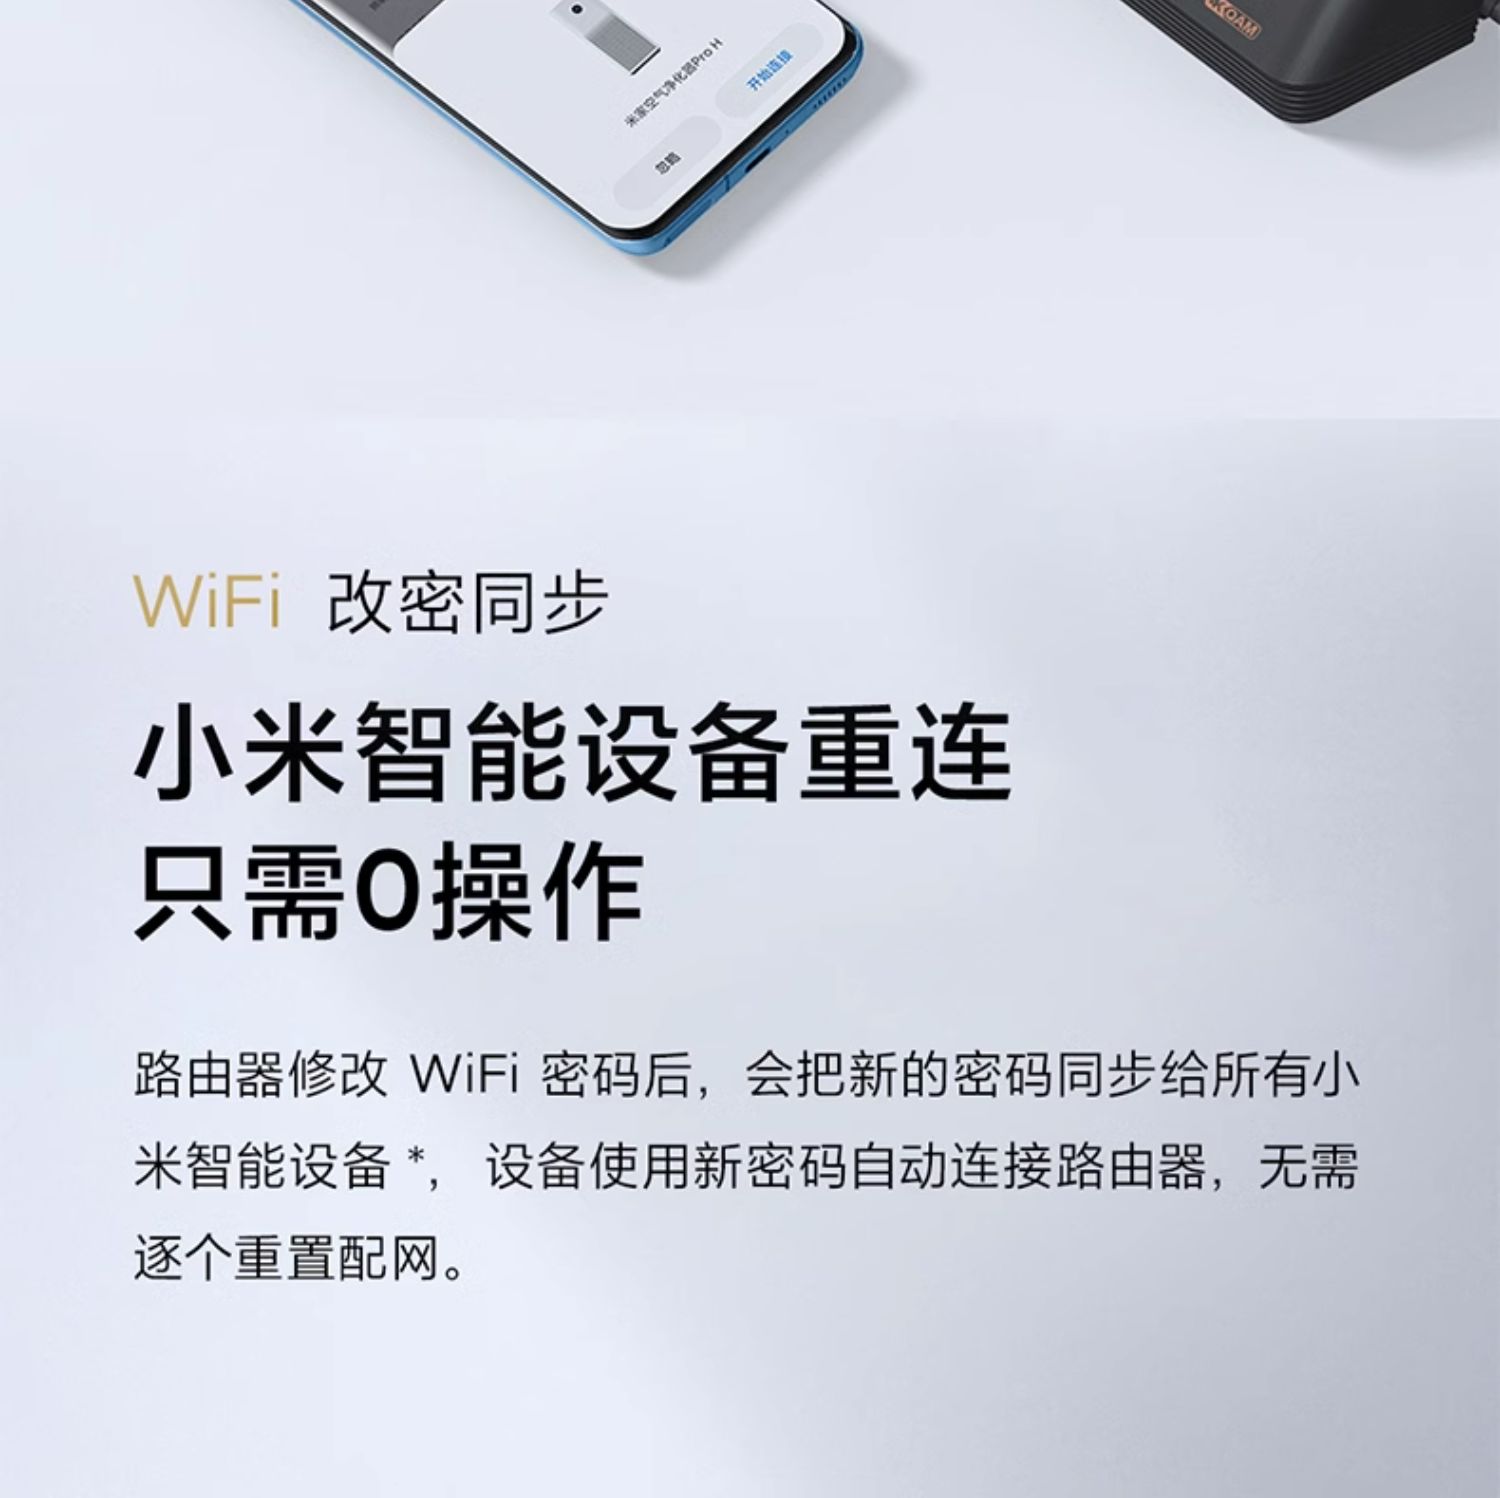 米家空气净化器Pro H
开始连接
忽略
WiFi 改密同步
小米智能设备重连
只需0操作
路由器修改 WiFi 密码后，会把新的密码同步给所有小
米智能设备 *， 设备使用新密码自动连接路由器，无需
逐个重置配网。